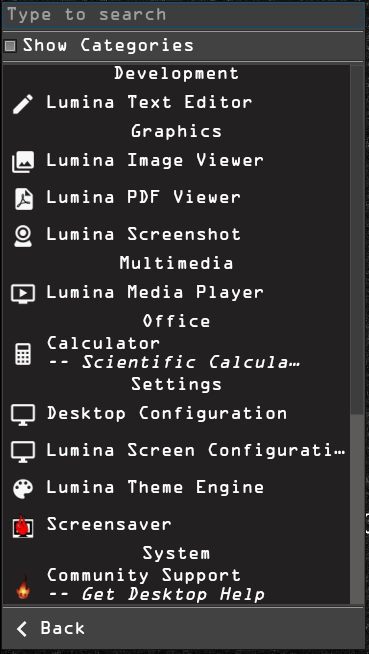 Type to search
Show Categories
Development
Lumina Text Editor
Graphics
Lumina Image Viewer
Lumina PDF Viewer
Lumina Screenshot
Multimedia
Lumina Media Player
Office
Calculator
-- Scientific Calcula…
Settings
Desktop Configuration
Lumina Screen Configurati…
Lumina Theme Engine
Screensaver
System
Community Support
-- Get Desktop Help
Back